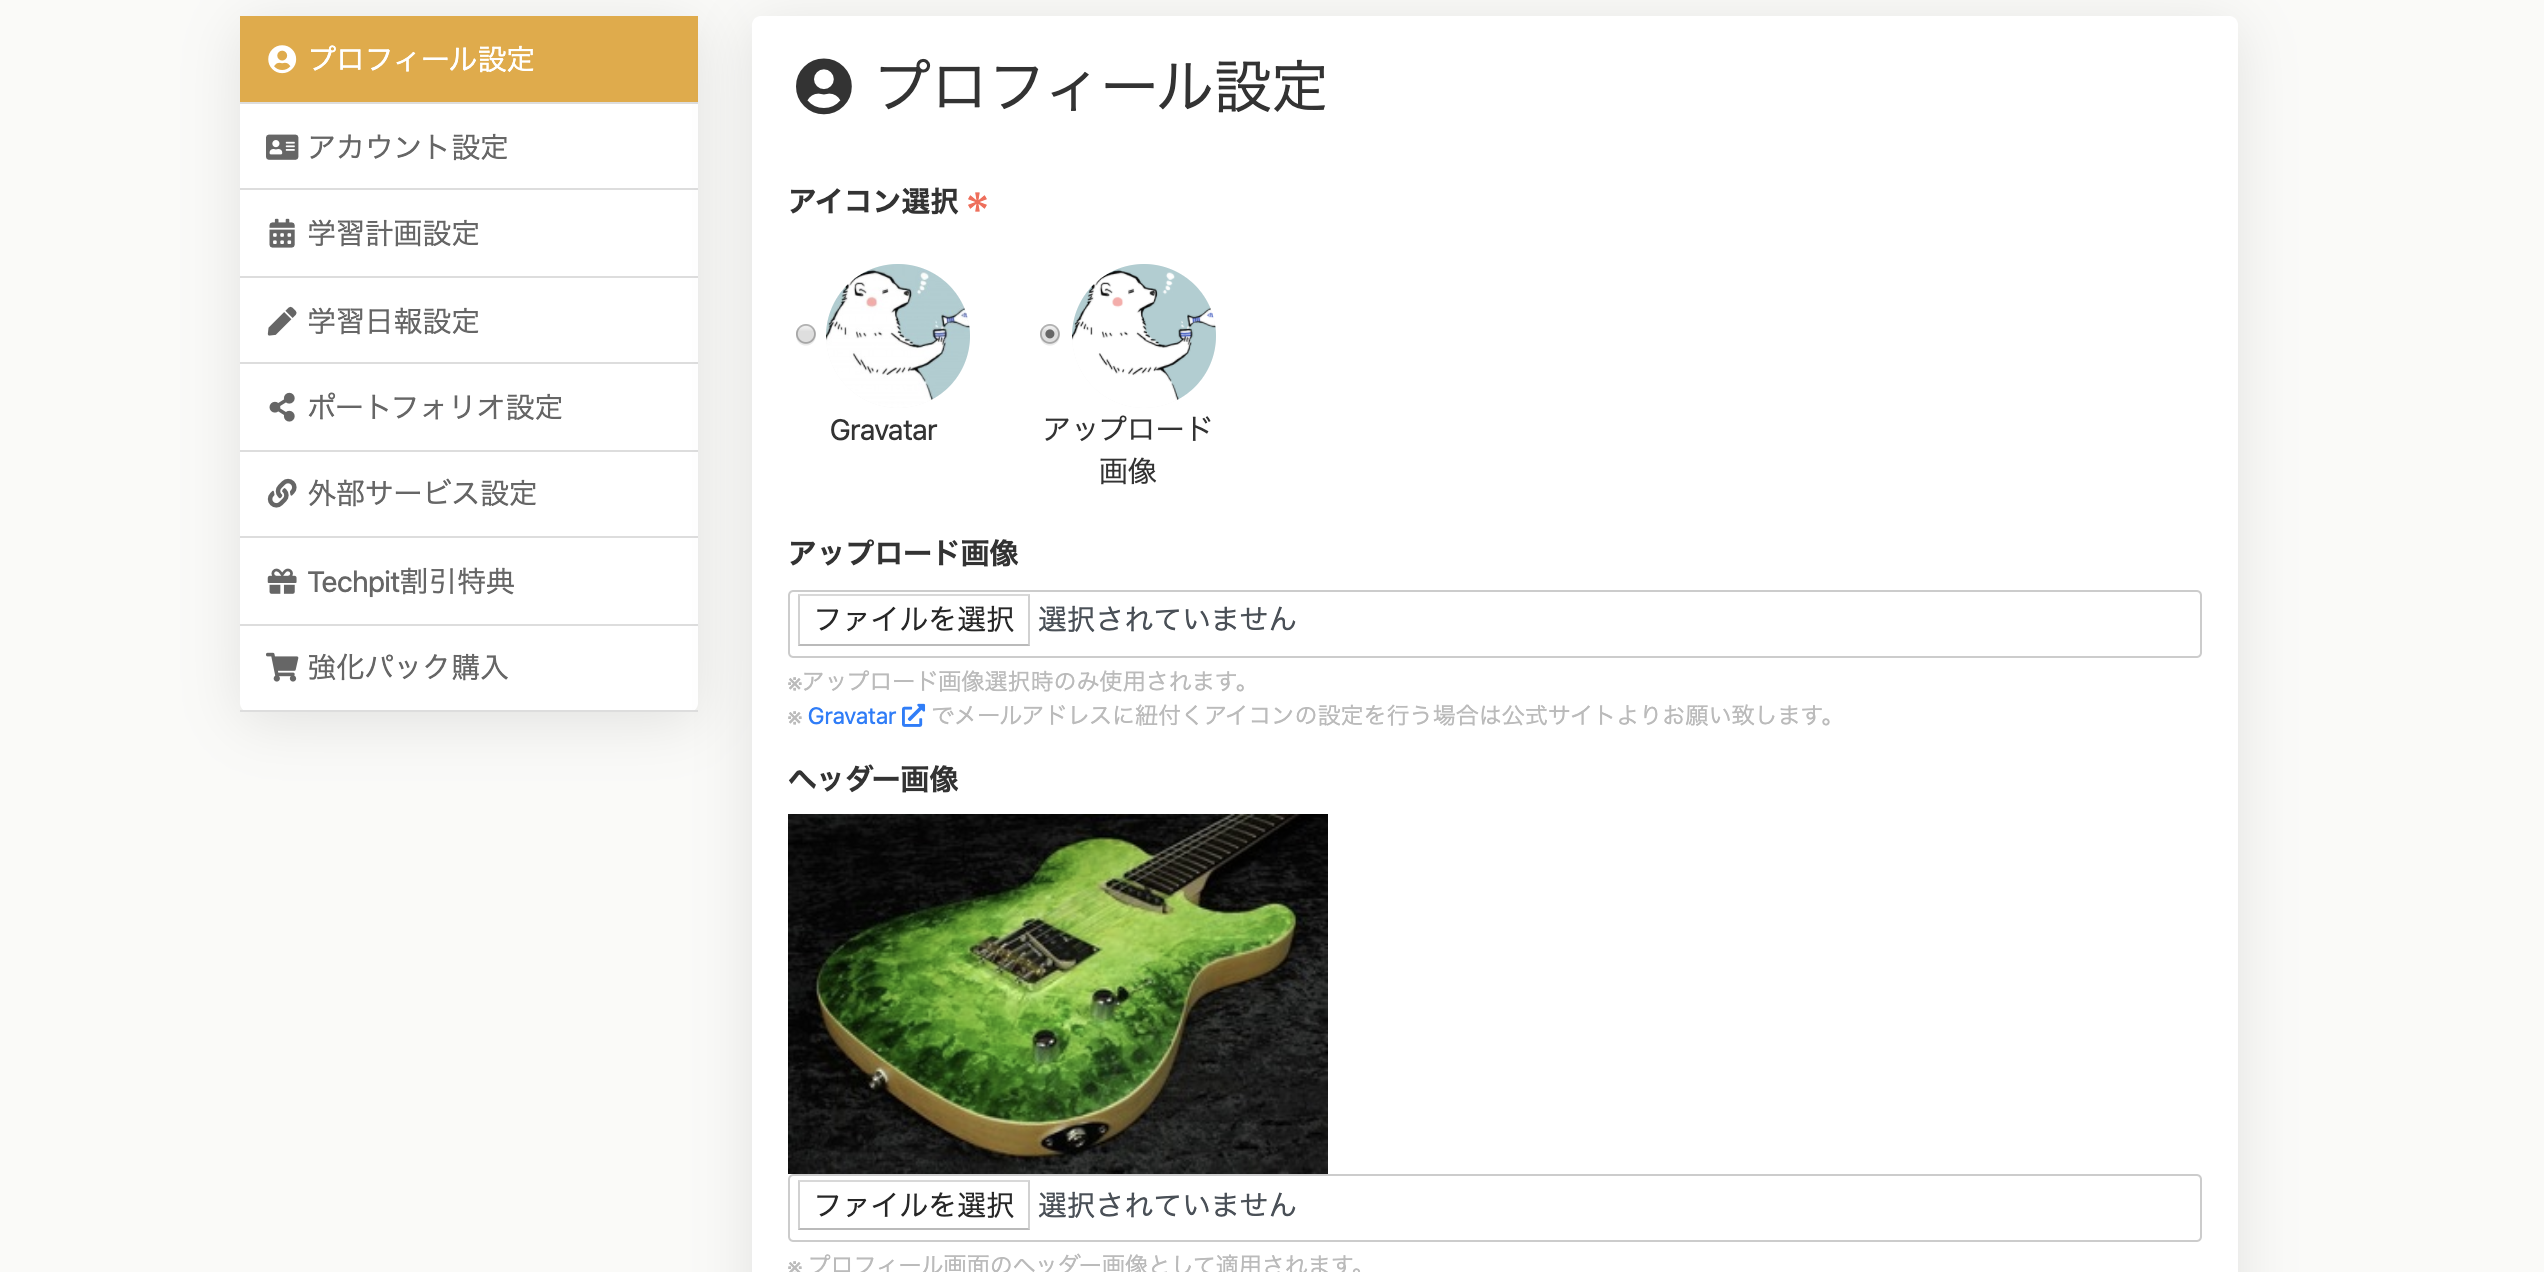 プロフィール設定
アカウント設定
学習計画設定
学習日報設定
ポートフォリオ設定
外部サービス設定
Techpit割引特典
強化パック購入
プロフィール設定
アイコン選択 *
Gravatar
アップロード
画像
アップロード画像
ファイルを選択 選択されていません
※アップロード画像選択時のみ使用されます。
※ Gravatar でメールアドレスに紐付くアイコンの設定を行う場合は公式サイトよりお願い致します。
ヘッダー画像
ファイルを選択 選択されていません
※ プロフィール画面のヘッダー画像として適用されます。